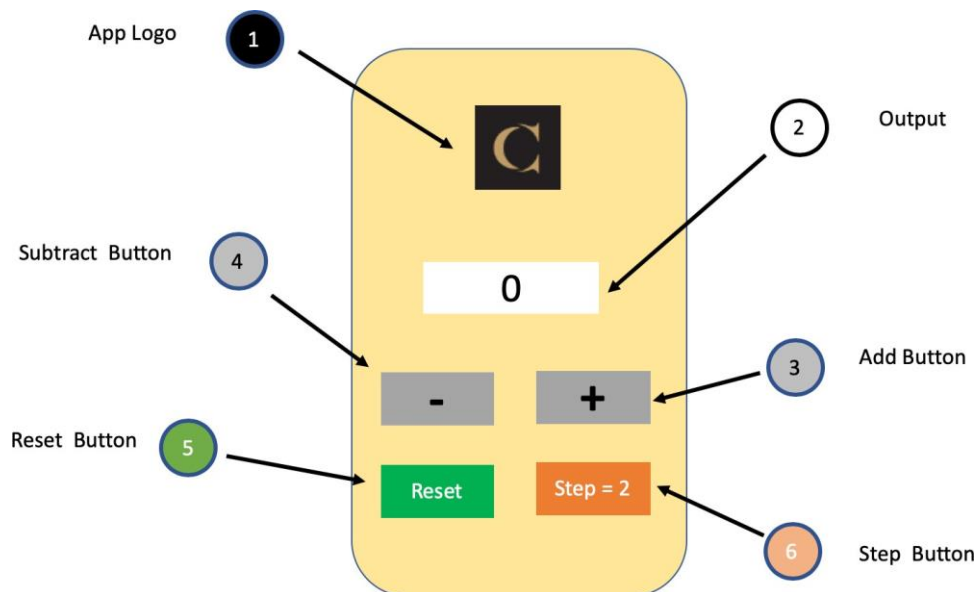 App Logo
1
C
2
Output
Subtract Button
4
0
3
Add Button
-
+
Reset Button
5
Reset
Step = 2
6
Step Button